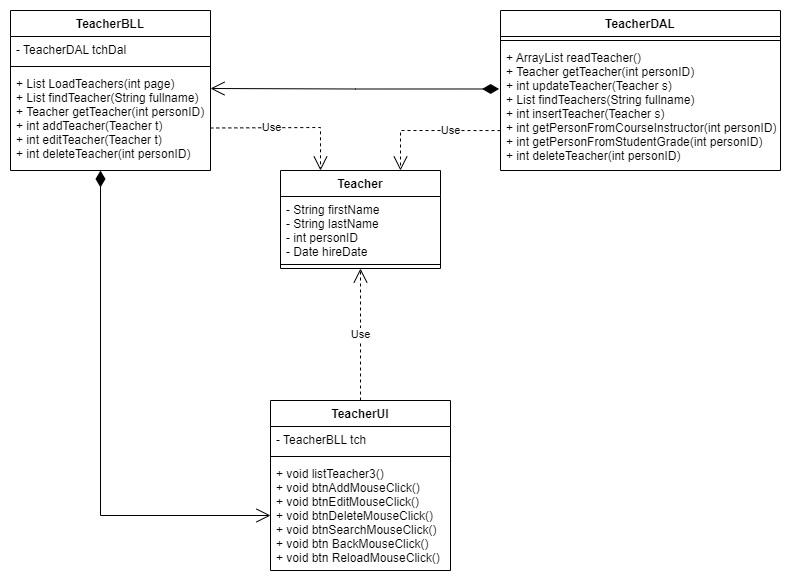 TeacherBLL
- TeacherDAL tchDal
+ List LoadTeachers(int page)
+ List findTeacher(String fullname)
+ Teacher getTeacher(int personID)
+ int addTeacher(Teacher t)
+ int editTeacher(Teacher t)
+ int deleteTeacher(int personID)
TeacherDAL
+ ArrayList readTeacher()
+ Teacher getTeacher(int personID)
+ int updateTeacher(Teacher s)
+ List findTeachers(String fullname)
+ int insertTeacher(Teacher s)
+ int getPersonFromCourseInstructor(int personID)
+ int getPersonFromStudentGrade(int personID)
+ int deleteTeacher(int personID)
Use
Use
Teacher
- String firstName
- String lastName
- int personID
- Date hireDate
Use
TeacherUI
- TeacherBLL tch
+ void listTeacher3()
+ void btnAddMouseClick()
+ void btnEditMouseClick()
+ void btnDeleteMouseClick()
+ void btnSearchMouseClick()
+ void btn BackMouseClick()
+ void btn ReloadMouseClick()